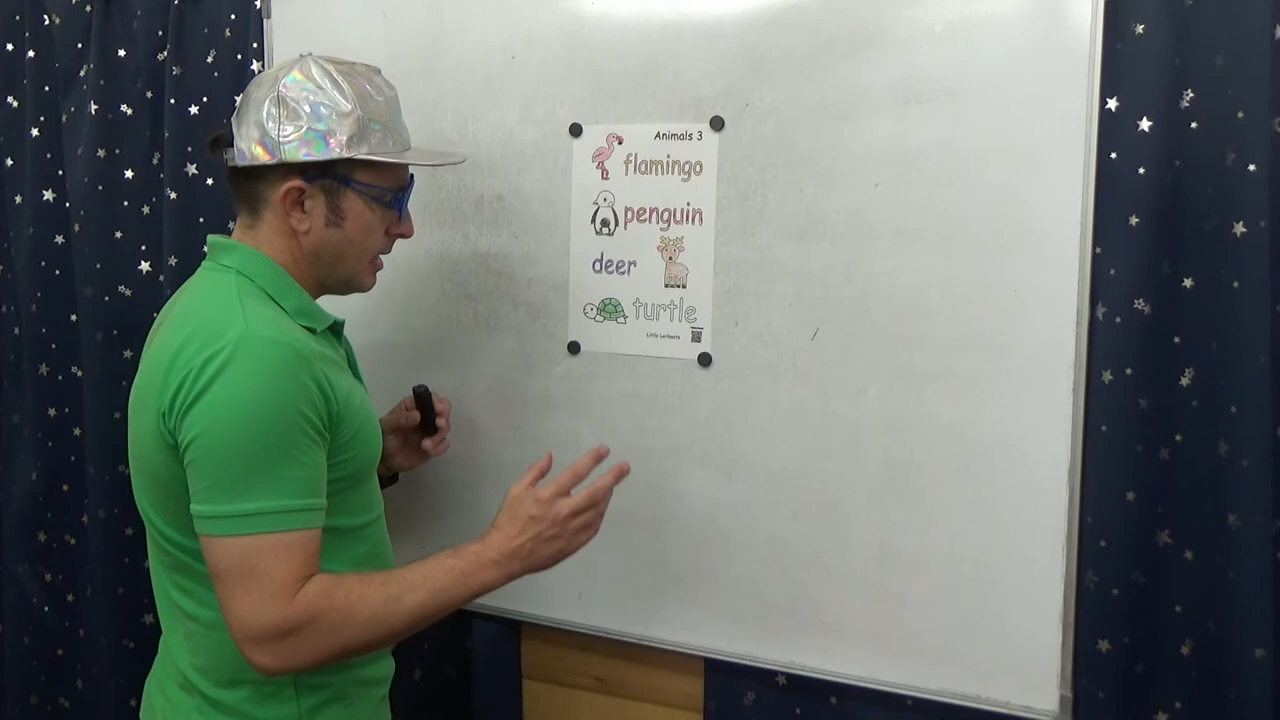 Animals 3
flamingo
penguin
deer
turtle
Little Lorikeets